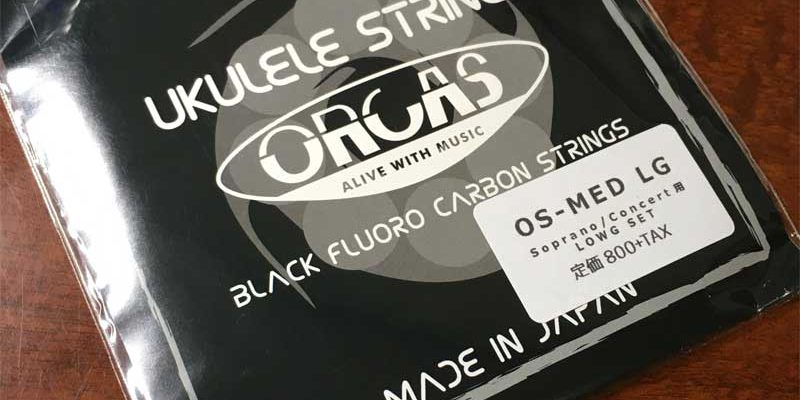 UKULELE STRING
ORCAS
ALIVE WITH MUSIC
BLACK FLUORO CARBON STRINGS
OS-MED LG
Soprano/Concert用
LOWG SET
定価 800+TAX
MADE IN JAPAN